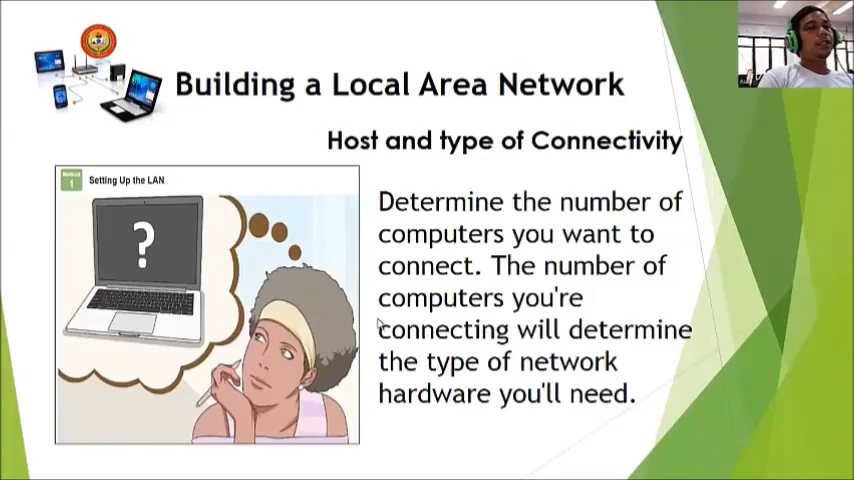 Building a Local Area Network
Host and type of Connectivity
Method
1
Setting Up the LAN
?
Determine the number of
computers you want to
connect. The number of
computers you're
connecting will determine
the type of network
hardware you'll need.